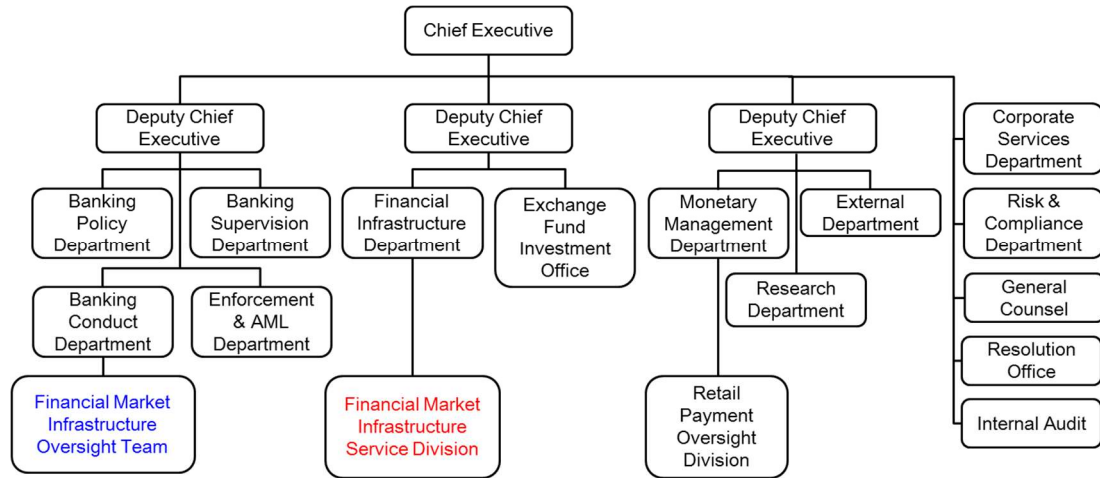 Chief Executive
Deputy Chief
Executive
Deputy Chief
Executive
Deputy Chief
Executive
Corporate
Services
Department
Banking
Policy
Department
Banking
Supervision
Department
Financial
Infrastructure
Department
Exchange
Fund
Investment
Office
Monetary
Management
Department
External
Department
Risk &
Compliance
Department
Banking
Conduct
Department
Enforcement
& AML
Department
Research
Department
General
Counsel
Resolution
Office
Financial Market
Infrastructure
Oversight Team
Financial Market
Infrastructure
Service Division
Retail
Payment
Oversight
Division
Internal Audit